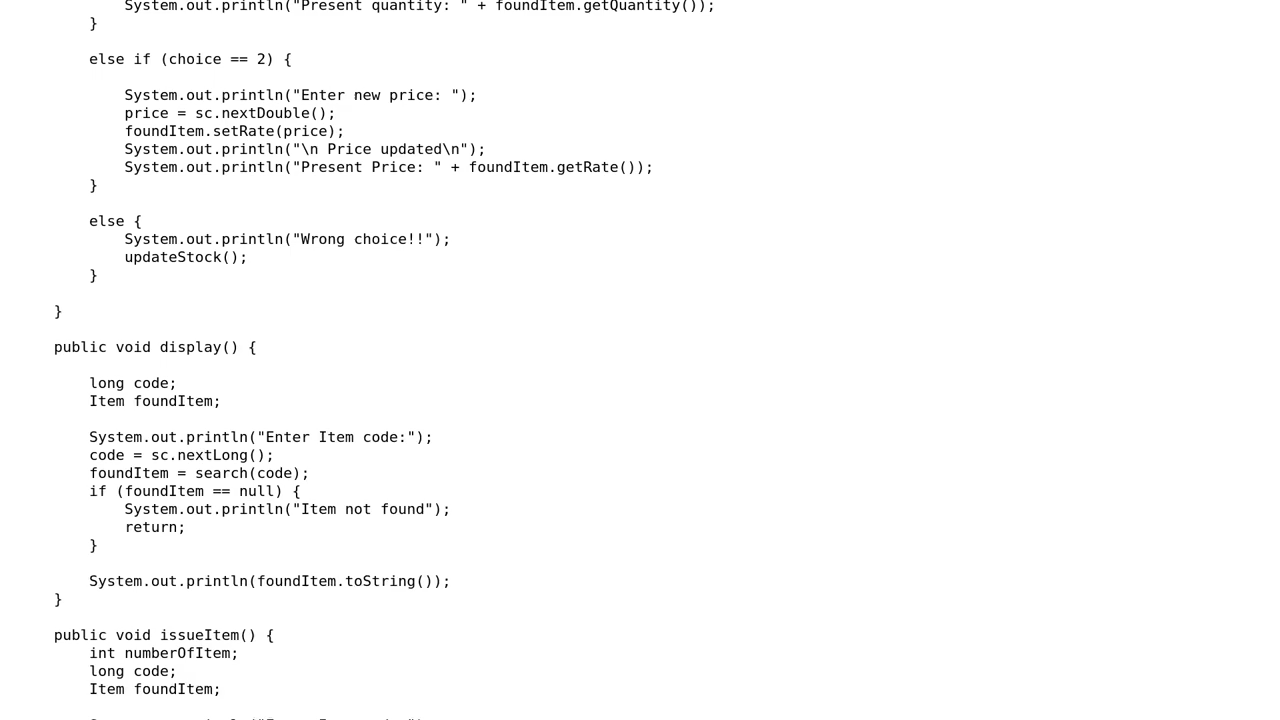 System.out.println("Present quantity: " + foundItem.getQuantity());
        }

        else if (choice == 2) {

            System.out.println("Enter new price: ");
            price = sc.nextDouble();
            foundItem.setRate(price);
            System.out.println("\n Price updated\n");
            System.out.println("Present Price: " + foundItem.getRate());
        }

        else {
            System.out.println("Wrong choice!!");
            updateStock();
        }

    }

    public void display() {

        long code;
        Item foundItem;

        System.out.println("Enter Item code:");
        code = sc.nextLong();
        foundItem = search(code);
        if (foundItem == null) {
            System.out.println("Item not found");
            return;
        }

        System.out.println(foundItem.toString());
    }

    public void issueItem() {
        int numberOfItem;
        long code;
        Item foundItem;